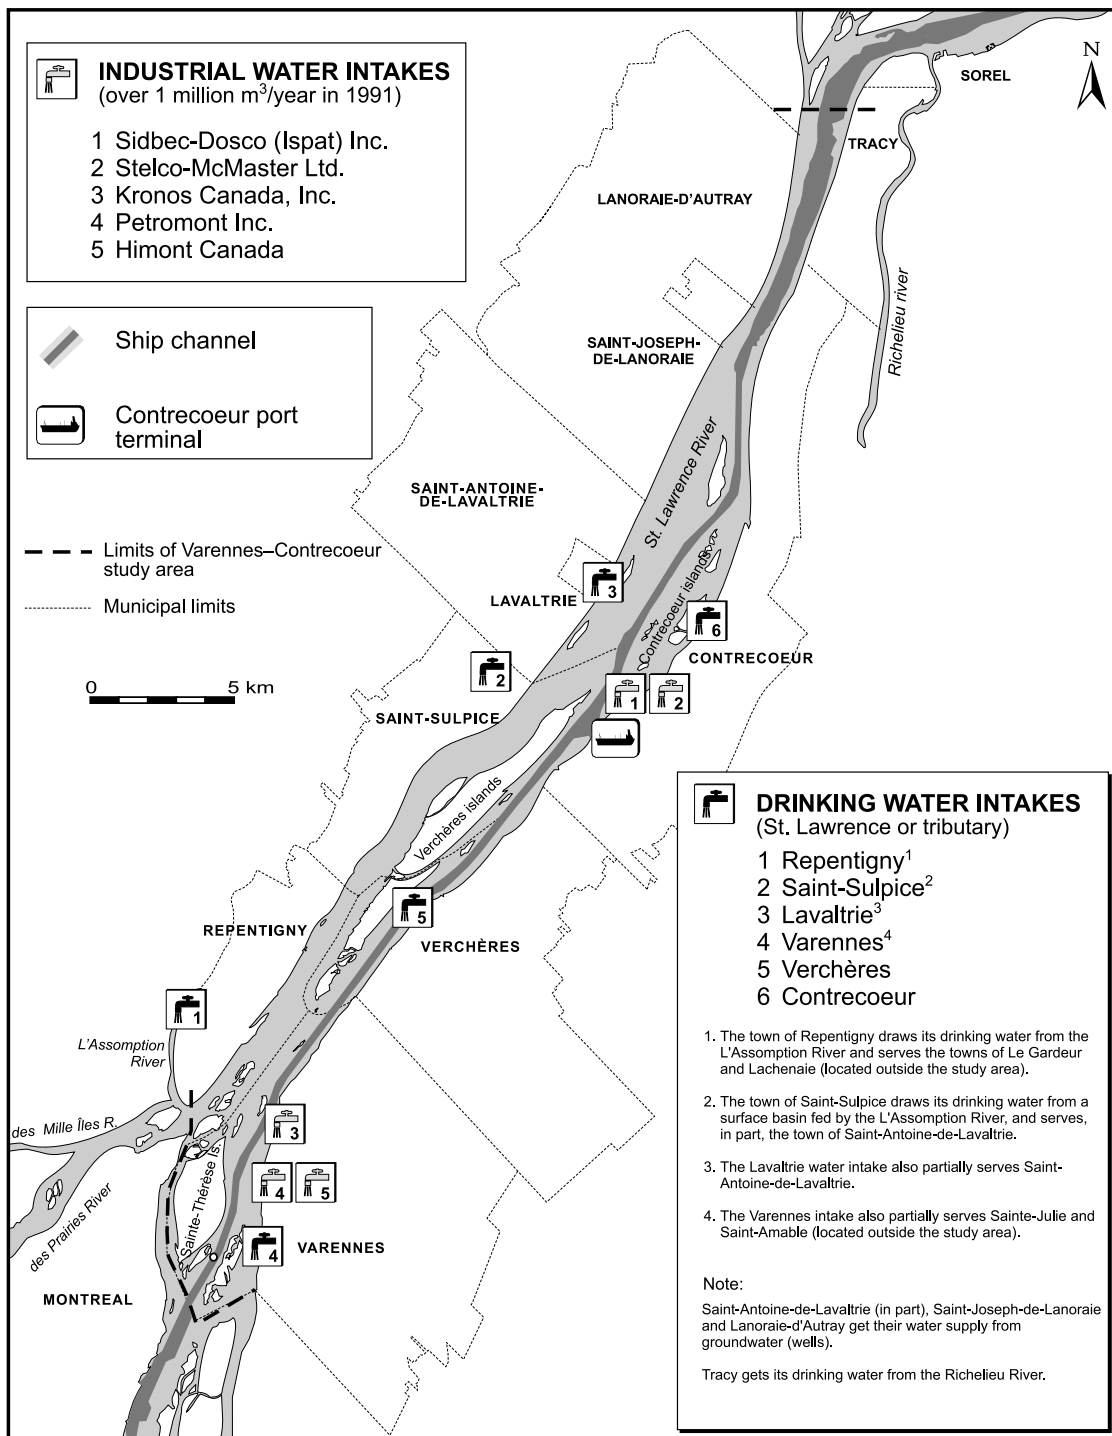 INDUSTRIAL WATER INTAKES
(over 1 million m³/year in 1991)
1 Sidbec-Dosco (Ispat) Inc.
2 Stelco-McMaster Ltd.
3 Kronos Canada, Inc.
4 Petromont Inc.
5 Himont Canada
Ship channel
Contrecoeur port
terminal
Limits of Varennes–Contrecoeur
study area
Municipal limits
0 5 km
N
SOREL
TRACY
LANORAIE-D'AUTRAY
Richelieu river
SAINT-JOSEPH-
DE-LANORAIE
St. Lawrence River
SAINT-ANTOINE-
DE-LAVALTRIE
3
LAVALTRIE
Contrecoeur islands
6
CONTRECOEUR
2
1
2
SAINT-SULPICE
Verchères islands
5
REPENTIGNY
VERCHÈRES
1
L'Assomption
River
des Mille Îles R.
3
Sainte-Thérèse Is.
4
5
des Prairies River
4
VARENNES
MONTREAL
DRINKING WATER INTAKES
(St. Lawrence or tributary)
1 Repentigny¹
2 Saint-Sulpice²
3 Lavaltrie³
4 Varennes⁴
5 Verchères
6 Contrecoeur
1. The town of Repentigny draws its drinking water from the
L'Assomption River and serves the towns of Le Gardeur
and Lachenaie (located outside the study area).
2. The town of Saint-Sulpice draws its drinking water from a
surface basin fed by the L'Assomption River, and serves,
in part, the town of Saint-Antoine-de-Lavaltrie.
3. The Lavaltrie water intake also partially serves Saint-
Antoine-de-Lavaltrie.
4. The Varennes intake also partially serves Sainte-Julie and
Saint-Amable (located outside the study area).
Note:
Saint-Antoine-de-Lavaltrie (in part), Saint-Joseph-de-Lanoraie
and Lanoraie-d'Autray get their water supply from
groundwater (wells).
Tracy gets its drinking water from the Richelieu River.